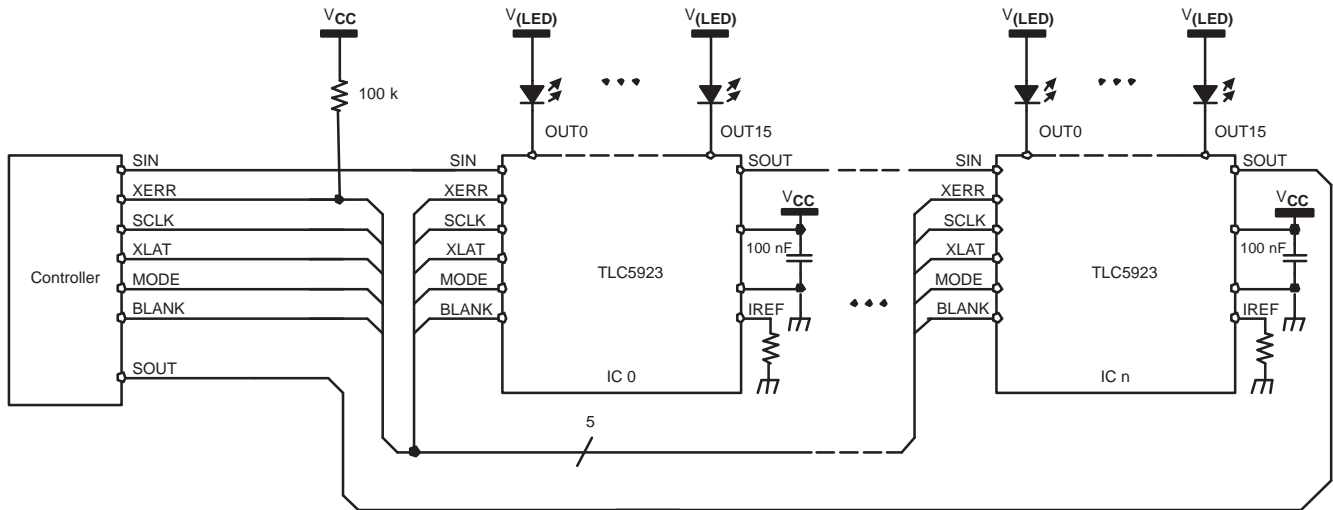 VCC
V(LED)
V(LED)
V(LED)
V(LED)
100 k
OUT0
OUT15
OUT0
OUT15
SIN
SIN
SOUT
SIN
SOUT
XERR
XERR
VCC
XERR
VCC
SCLK
SCLK
SCLK
100 nF
100 nF
XLAT
XLAT
XLAT
Controller
TLC5923
TLC5923
MODE
MODE
MODE
BLANK
BLANK
IREF
BLANK
IREF
SOUT
IC 0
IC n
5